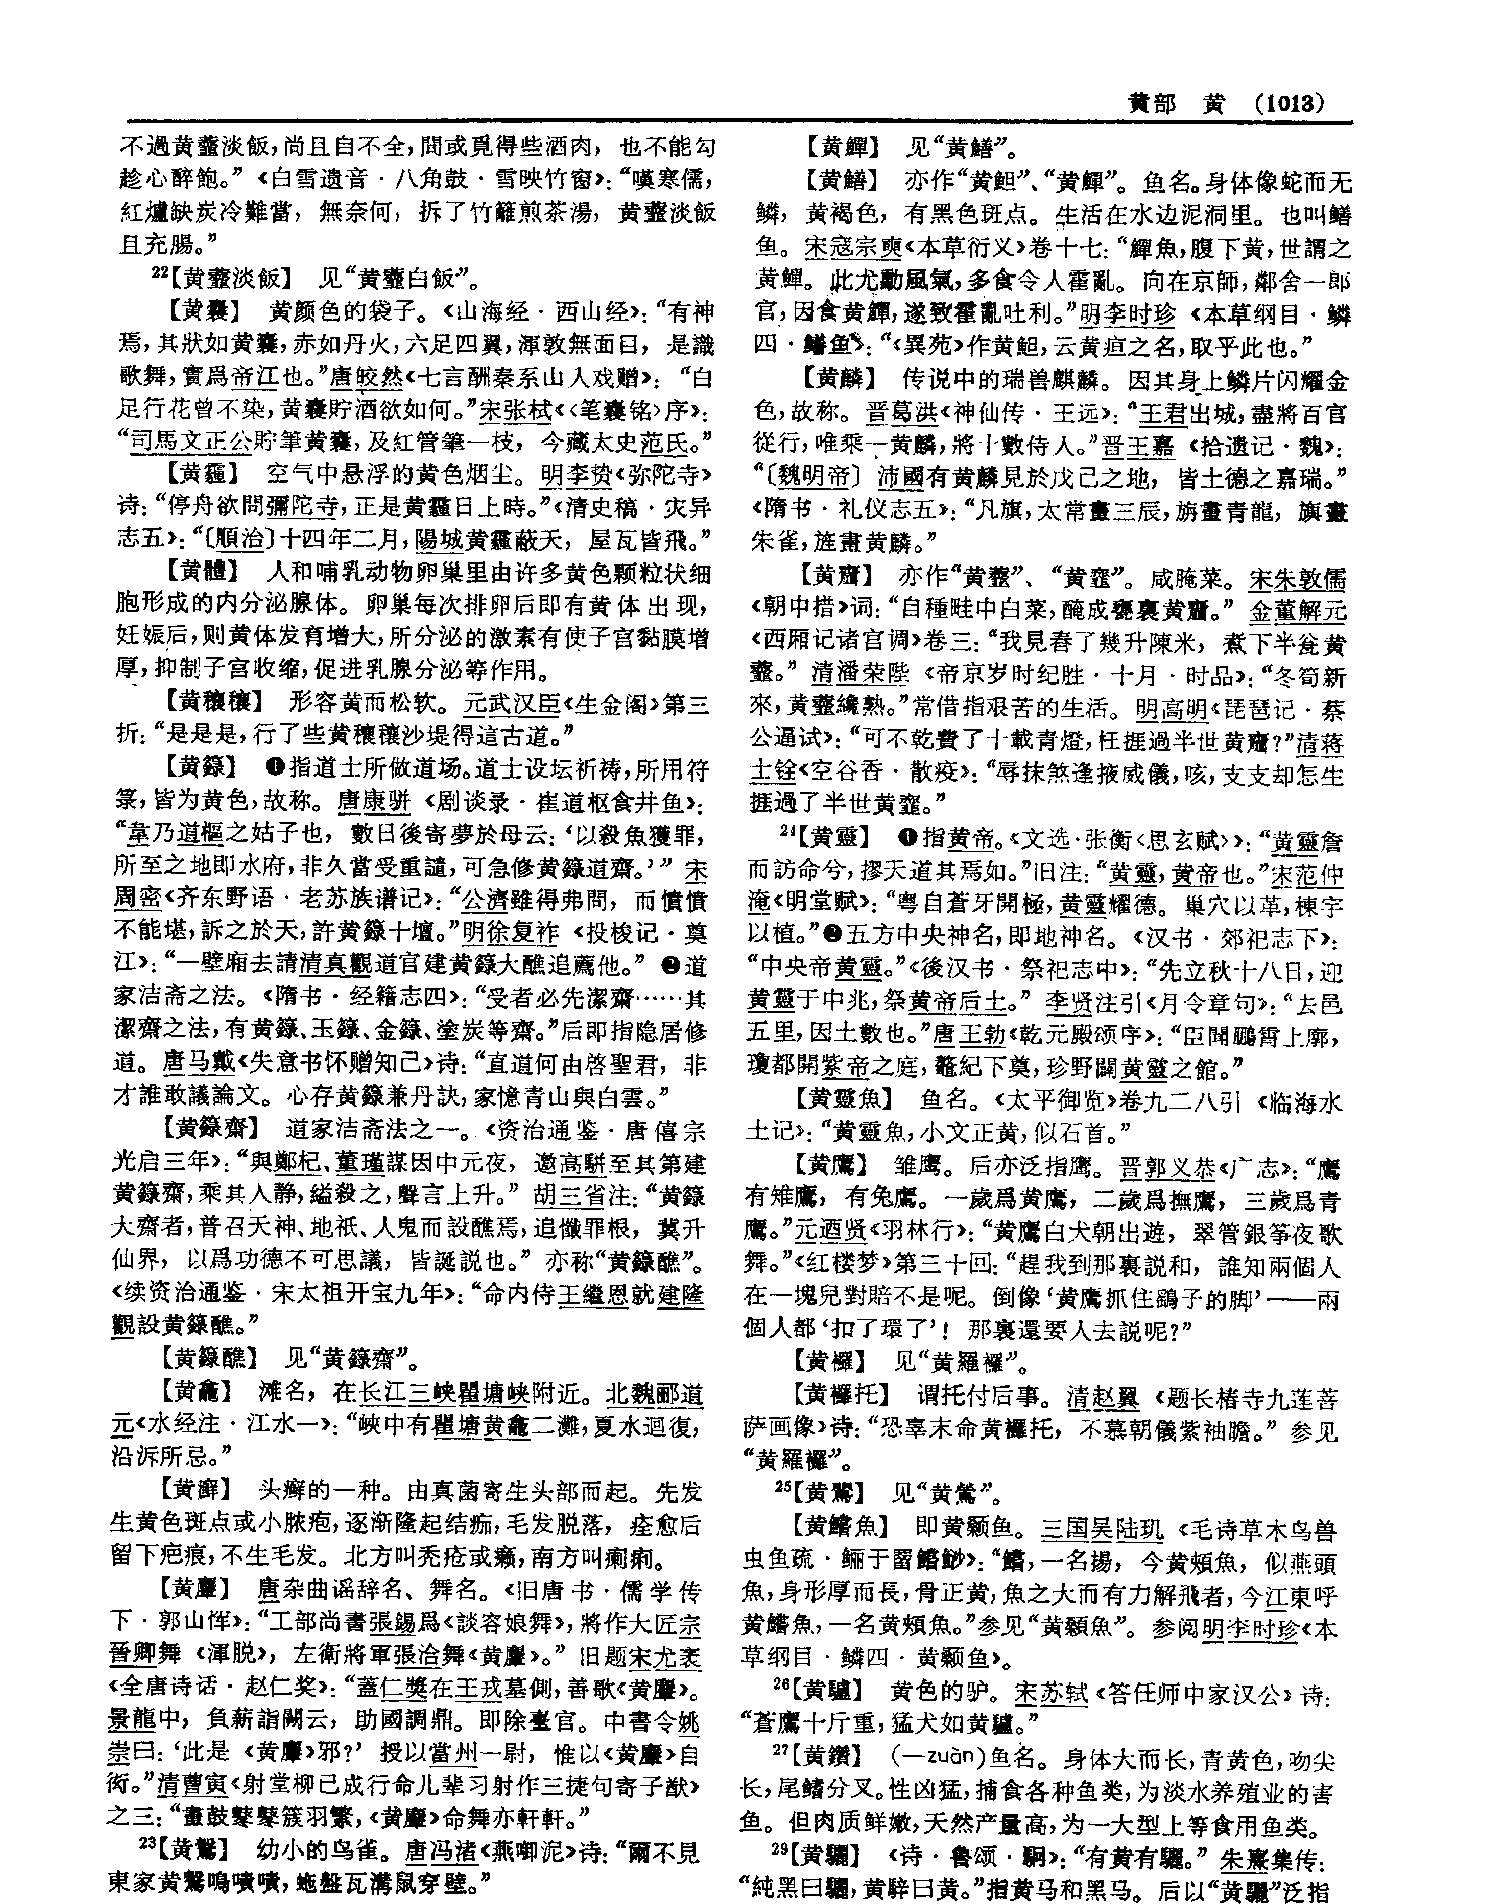 黄部　黄　(1013)
不過黄虀淡飯，尚且自不全，間或覓得些酒肉，也不能勾
趁心醉飽。”《白雪遗音·八角鼓·雪映竹窗》：“嘆寒儒，
紅爐缺炭冷難當，無奈何，拆了竹籬煎茶湯，黄虀淡飯
且充腸。”
22【黄虀淡飯】　见“黄虀白飯”。
【黄囊】　黄颜色的袋子。《山海经·西山经》：“有神
焉，其狀如黄囊，赤如丹火，六足四翼，渾敦無面目，是識
歌舞，實爲帝江也。”唐皎然《七言酬秦系山人戏赠》：“白
足行花曾不染，黄囊貯酒欲如何。”宋张栻《〈笔囊铭〉序》：
“司馬文正公貯筆黄囊，及紅管筆一枝，今藏太史范氏。”
【黄霾】　空气中悬浮的黄色烟尘。明李贽《弥陀寺》
诗：“停舟欲問彌陀寺，正是黄霾日上時。”《清史稿·灾异
志五》：“〔順治〕十四年二月，陽城黄霾蔽天，屋瓦皆飛。”
【黄體】　人和哺乳动物卵巢里由许多黄色颗粒状细
胞形成的内分泌腺体。卵巢每次排卵后即有黄体出现，
妊娠后，则黄体发育增大，所分泌的激素有使子宫黏膜增
厚，抑制子宫收缩，促进乳腺分泌等作用。
【黄穰穰】　形容黄而松软。元武汉臣《生金阁》第三
折：“是是是，行了些黄穰穰沙堤得這古道。”
【黄籙】　❶指道士所做道场。道士设坛祈祷，所用符
箓，皆为黄色，故称。唐康骈《剧谈录·崔道枢食井鱼》：
“韋乃道樞之姑子也，數日後寄夢於母云：‘以殺魚獲罪，
所至之地即水府，非久當受重譴，可急修黄籙道齋。’”宋
周密《齐东野语·老苏族谱记》：“公濟雖得弗問，而憤憤
不能堪，訴之於天，許黄籙十壇。”明徐复祚《投梭记·奠
江》：“一壁廂去請清真觀道官建黄籙大醮追薦他。”❷道
家洁斋之法。《隋书·经籍志四》：“受者必先潔齋……其
潔齋之法，有黄籙、玉籙、金籙、塗炭等齋。”后即指隐居修
道。唐马戴《失意书怀赠知己》诗：“直道何由啓聖君，非
才誰敢議論文。心存黄籙兼丹訣，家憶青山與白雲。”
【黄籙齋】　道家洁斋法之一。《资治通鉴·唐僖宗
光启三年》：“與鄭杞、董瑾謀因中元夜，邀高駢至其第建
黄籙齋，乘其人静，縊殺之，聲言上升。”胡三省注：“黄籙
大齋者，普召天神、地祇、人鬼而設醮焉，追懺罪根，冀升
仙界，以爲功德不可思議，皆誕説也。”亦称“黄籙醮”。
《续资治通鉴·宋太祖开宝九年》：“命内侍王繼恩就建隆
觀設黄籙醮。”
【黄籙醮】　见“黄籙齋”。
【黄龕】　滩名，在长江三峡瞿塘峡附近。北魏郦道
元《水经注·江水一》：“峽中有瞿塘黄龕二灘，夏水迴復，
沿泝所忌。”
【黄癬】　头癣的一种。由真菌寄生头部而起。先发
生黄色斑点或小脓疱，逐渐隆起结痂，毛发脱落，痊愈后
留下疤痕，不生毛发。北方叫秃疮或癞，南方叫瘌痢。
【黄麞】　唐杂曲谣辞名、舞名。《旧唐书·儒学传
下·郭山恽》：“工部尚書張錫爲《談容娘舞》，將作大匠宗
晉卿舞《渾脱》，左衛將軍張洽舞《黄麞》。”旧题宋尤袤
《全唐诗话·赵仁奖》：“蓋仁獎在王戎墓側，善歌《黄麞》。
景龍中，負薪詣闕云，助國調鼎。即除臺官。中書令姚
崇曰：‘此是《黄麞》邪？’授以當州一尉，惟以《黄麞》自
衒。”清曹寅《射堂柳已成行命儿辈习射作三捷句寄子猷》
之三：“畫鼓鼕鼕簇羽繁，《黄麞》命舞亦軒軒。”
23【黄鷇】　幼小的鸟雀。唐冯渚《燕啣泥》诗：“爾不見
東家黄鷇鳴嘖嘖，蛇盤瓦溝鼠穿壁。”
【黄鱓】　见“黄鱔”。
【黄鱔】　亦作“黄䱇”、“黄鱓”。鱼名。身体像蛇而无
鳞，黄褐色，有黑色斑点。生活在水边泥洞里。也叫鳝
鱼。宋寇宗奭《本草衍义》卷十七：“鱓魚，腹下黄，世謂之
黄鱓。此尤動風氣，多食令人霍亂。向在京師，鄰舍一郎
官，因食黄鱓，遂致霍亂吐利。”明李时珍《本草纲目·鳞
四·鳝鱼》：“《異苑》作黄䱇，云黄疸之名，取乎此也。”
【黄麟】　传说中的瑞兽麒麟。因其身上鳞片闪耀金
色，故称。晋葛洪《神仙传·王远》：“王君出城，盡將百官
從行，唯乘一黄麟，將十數侍人。”晋王嘉《拾遗记·魏》：
“〔魏明帝〕沛國有黄麟見於戊己之地，皆土德之嘉瑞。”
《隋书·礼仪志五》：“凡旗，太常畫三辰，旂畫青龍，旟畫
朱雀，旌畫黄麟。”
【黄齏】　亦作“黄虀”、“黄韲”。咸腌菜。宋朱敦儒
《朝中措》词：“自種畦中白菜，醃成甕裏黄齏。”金董解元
《西厢记诸宫调》卷三：“我見春了幾升陳米，煮下半瓮黄
虀。”清潘荣陛《帝京岁时纪胜·十月·时品》：“冬筍新
來，黄虀纔熟。”常借指艰苦的生活。明高明《琵琶记·蔡
公逼试》：“可不乾費了十載青燈，枉捱過半世黄齏？”清蒋
士铨《空谷香·散疫》：“辱抹煞逢掖威儀，咳，支支却怎生
捱過了半世黄韲。”
24【黄靈】　❶指黄帝。《文选·张衡〈思玄赋〉》：“黄靈詹
而訪命兮，摎天道其焉如。”旧注：“黄靈，黄帝也。”宋范仲
淹《明堂赋》：“粤自蒼牙開極，黄靈耀德。巢穴以革，棟宇
以植。”❷五方中央神名，即地神名。《汉书·郊祀志下》：
“中央帝黄靈。”《後汉书·祭祀志中》：“先立秋十八日，迎
黄靈于中兆，祭黄帝后土。”李贤注引《月令章句》：“去邑
五里，因土數也。”唐王勃《乾元殿颂序》：“臣聞鶠霄上廓，
瓊都開紫帝之庭，鼇紀下奠，珍野闢黄靈之館。”
【黄靈魚】　鱼名。《太平御览》卷九二八引《临海水
土记》：“黄靈魚，小文正黄，似石首。”
【黄鷹】　雏鹰。后亦泛指鹰。晋郭义恭《广志》：“鷹
有雉鷹，有兔鷹。一歲爲黄鷹，二歲爲撫鷹，三歲爲青
鷹。”元迺贤《羽林行》：“黄鷹白犬朝出遊，翠管銀箏夜歌
舞。”《红楼梦》第三十回：“趕我到那裏説和，誰知兩個人
在一塊兒對賠不是呢。倒像‘黄鷹抓住鷂子的脚’——兩
個人都‘扣了環了’！那裏還要人去説呢？”
【黄襬】　见“黄羅襬”。
【黄襬托】　谓托付后事。清赵翼《题长椿寺九莲菩
萨画像》诗：“恐辜末命黄襬托，不慕朝儀紫袖瞻。”参见
“黄羅襬”。
25【黄鸎】　见“黄鶯”。
【黄鱨魚】　即黄颡鱼。三国吴陆玑《毛诗草木鸟兽
虫鱼疏·鲡于罶鱨鯊》：“鱨，一名揚，今黄頰魚，似燕頭
魚，身形厚而長，骨正黄，魚之大而有力解飛者，今江東呼
黄鱨魚，一名黄頰魚。”参见“黄顙魚”。参阅明李时珍《本
草纲目·鳞四·黄颡鱼》。
26【黄驢】　黄色的驴。宋苏轼《答任师中家汉公》诗：
“蒼鷹十斤重，猛犬如黄驢。”
27【黄鑽】　(—zuàn)鱼名。身体大而长，青黄色，吻尖
长，尾鳍分叉。性凶猛，捕食各种鱼类，为淡水养殖业的害
鱼。但肉质鲜嫩，天然产量高，为一大型上等食用鱼类。
29【黄驪】　《诗·鲁颂·駉》：“有黄有驪。”朱熹集传：
“純黑曰驪，黄騂曰黄。”指黄马和黑马。后以“黄驪”泛指